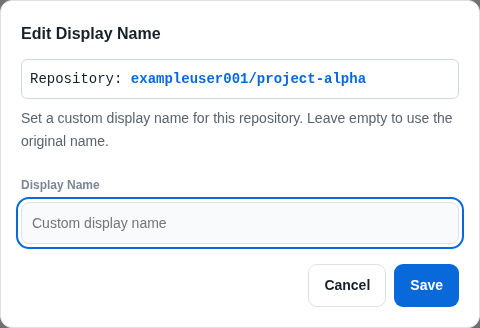 Edit Display Name
Repository: exampleuser001/project-alpha
Set a custom display name for this repository. Leave empty to use the
original name.
Display Name
Custom display name
Cancel
Save